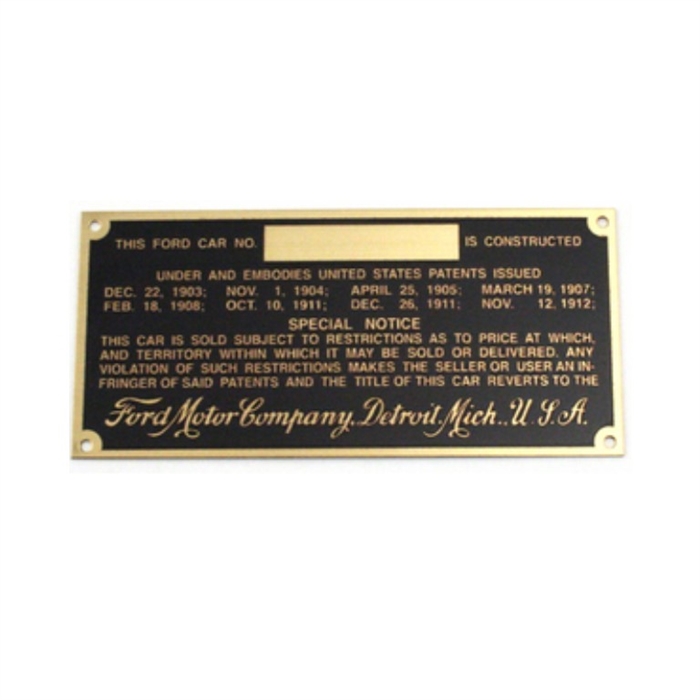 THIS FORD CAR NO. IS CONSTRUCTED
UNDER AND EMBODIES UNITED STATES PATENTS ISSUED
DEC. 22, 1903; NOV. 1, 1904; APRIL 25, 1905; MARCH 19, 1907;
FEB. 18, 1908; OCT. 10, 1911; DEC. 26, 1911; NOV. 12, 1912;
SPECIAL NOTICE
THIS CAR IS SOLD SUBJECT TO RESTRICTIONS AS TO PRICE AT WHICH,
AND TERRITORY WITHIN WHICH IT MAY BE SOLD OR DELIVERED. ANY
VIOLATION OF SUCH RESTRICTIONS MAKES THE SELLER OR USER AN IN-
FRINGER OF SAID PATENTS AND THE TITLE OF THIS CAR REVERTS TO THE
Ford Motor Company, Detroit, Mich., U.S.A.